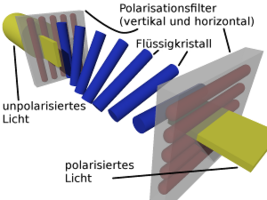 Polarisationsfilter
(vertikal und horizontal)
Flüssigkristall
unpolarisiertes
Licht
polarisiertes
Licht